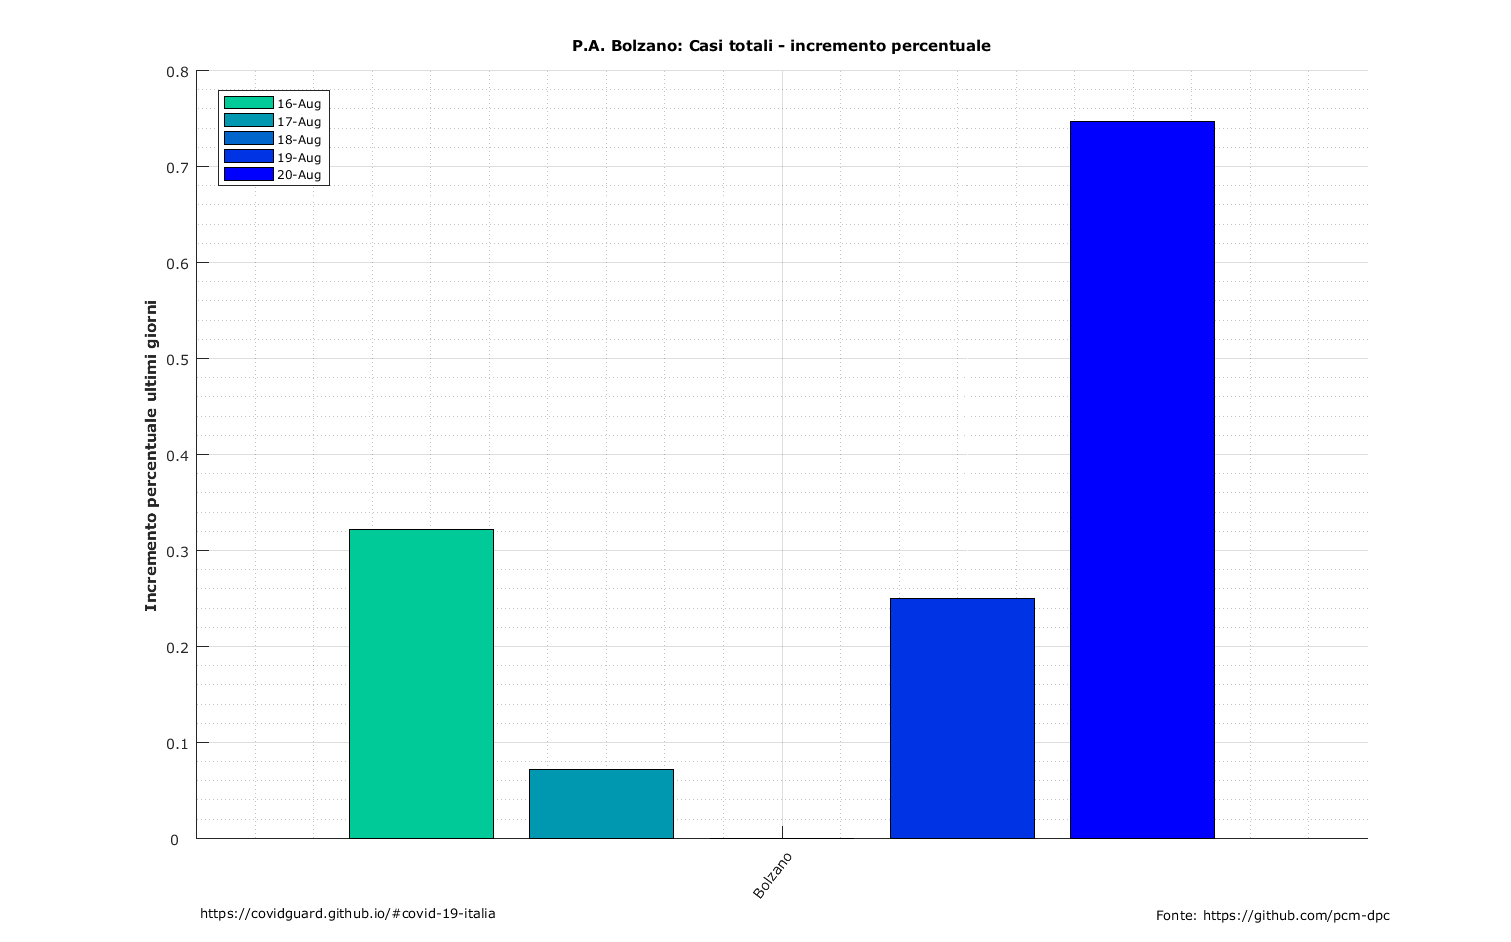 P.A. Bolzano: Casi totali - incremento percentuale
0.8
0.7
0.6
0.5
0.4
0.3
0.2
0.1
0
Incremento percentuale ultimi giorni
16-Aug
17-Aug
18-Aug
19-Aug
20-Aug
Bolzano
https://covidguard.github.io/#covid-19-italia
Fonte: https://github.com/pcm-dpc